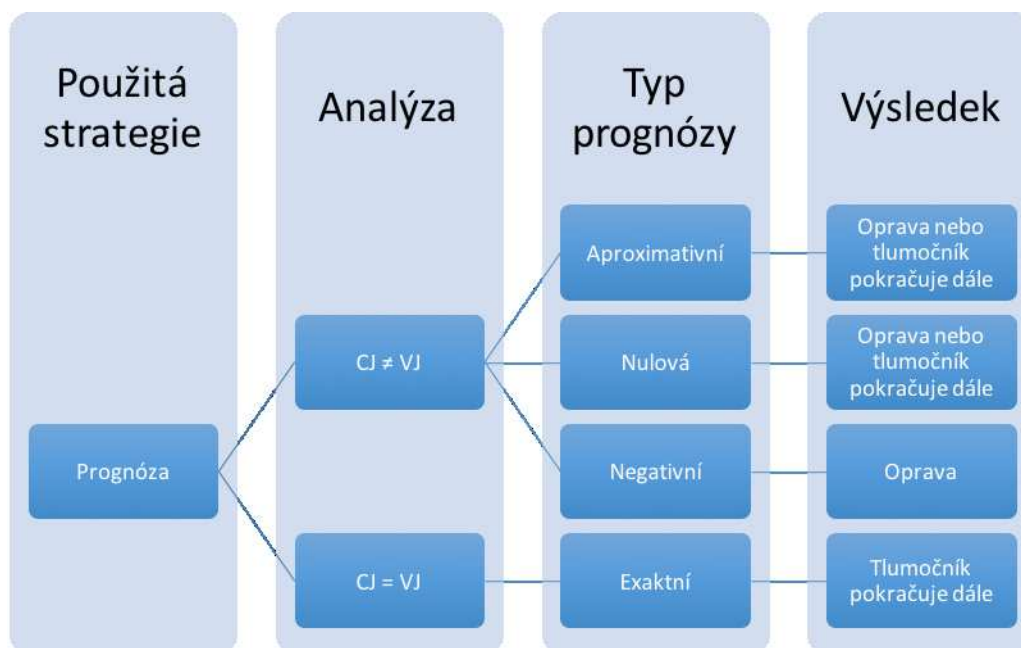 Použitá
strategie
Analýza
Typ
prognózy
Výsledek
Prognóza
CJ ≠ VJ
CJ = VJ
Aproximativní
Nulová
Negativní
Exaktní
Oprava nebo
tlumočník
pokračuje dále
Oprava nebo
tlumočník
pokračuje dále
Oprava
Tlumočník
pokračuje dále